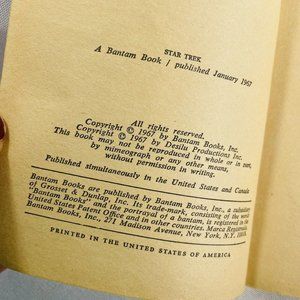 STAR TREK
A Bantam Book / published January 1967
All rights reserved.
Copyright © 1967 by Bantam Books, Inc.
Copyright © 1967 by Desilu Productions Inc.
This book may not be reproduced in whole or in part,
by mimeograph or any other means,
without permission in writing.
Published simultaneously in the United States and Canada
Bantam Books are published by Bantam Books, Inc., a subsidiary
of Grosset & Dunlap, Inc. Its trade-mark, consisting of the words
"Bantam Books" and the portrayal of a bantam, is registered in the
United States Patent Office and in other countries. Marca Registrada.
Bantam Books, Inc., 271 Madison Avenue, New York, N.Y.
PRINTED IN THE UNITED STATES OF AMERICA